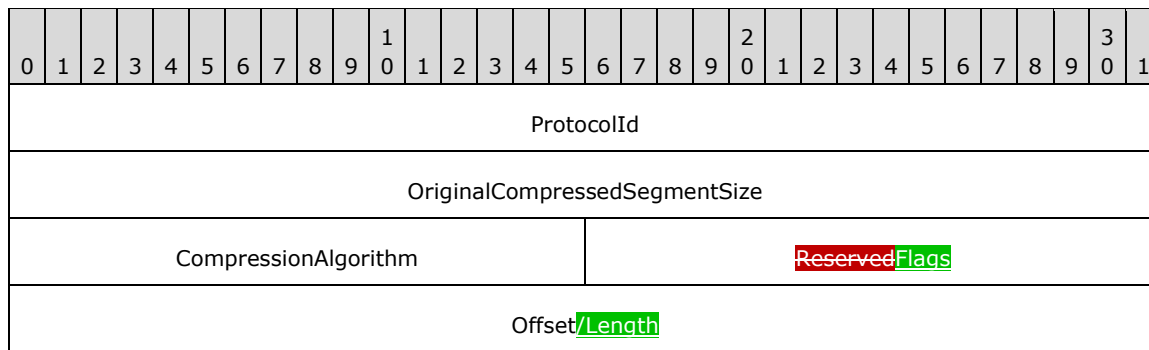 1 2 3
0 1 2 3 4 5 6 7 8 9 0 1 2 3 4 5 6 7 8 9 0 1 2 3 4 5 6 7 8 9 0 1
ProtocolId
OriginalCompressedSegmentSize
CompressionAlgorithm ReservedFlags
Offset/Length